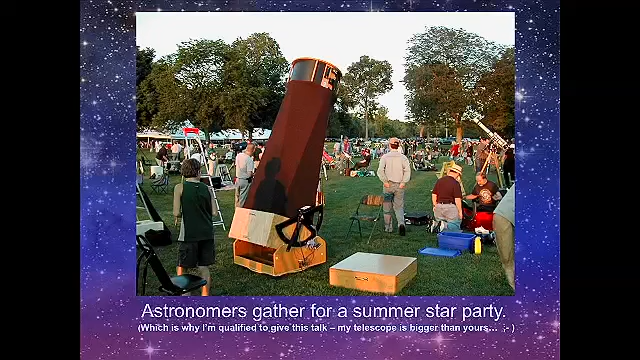 Astronomers gather for a summer star party.
(Which is why I'm qualified to give this talk – my telescope is bigger than yours... ;- )